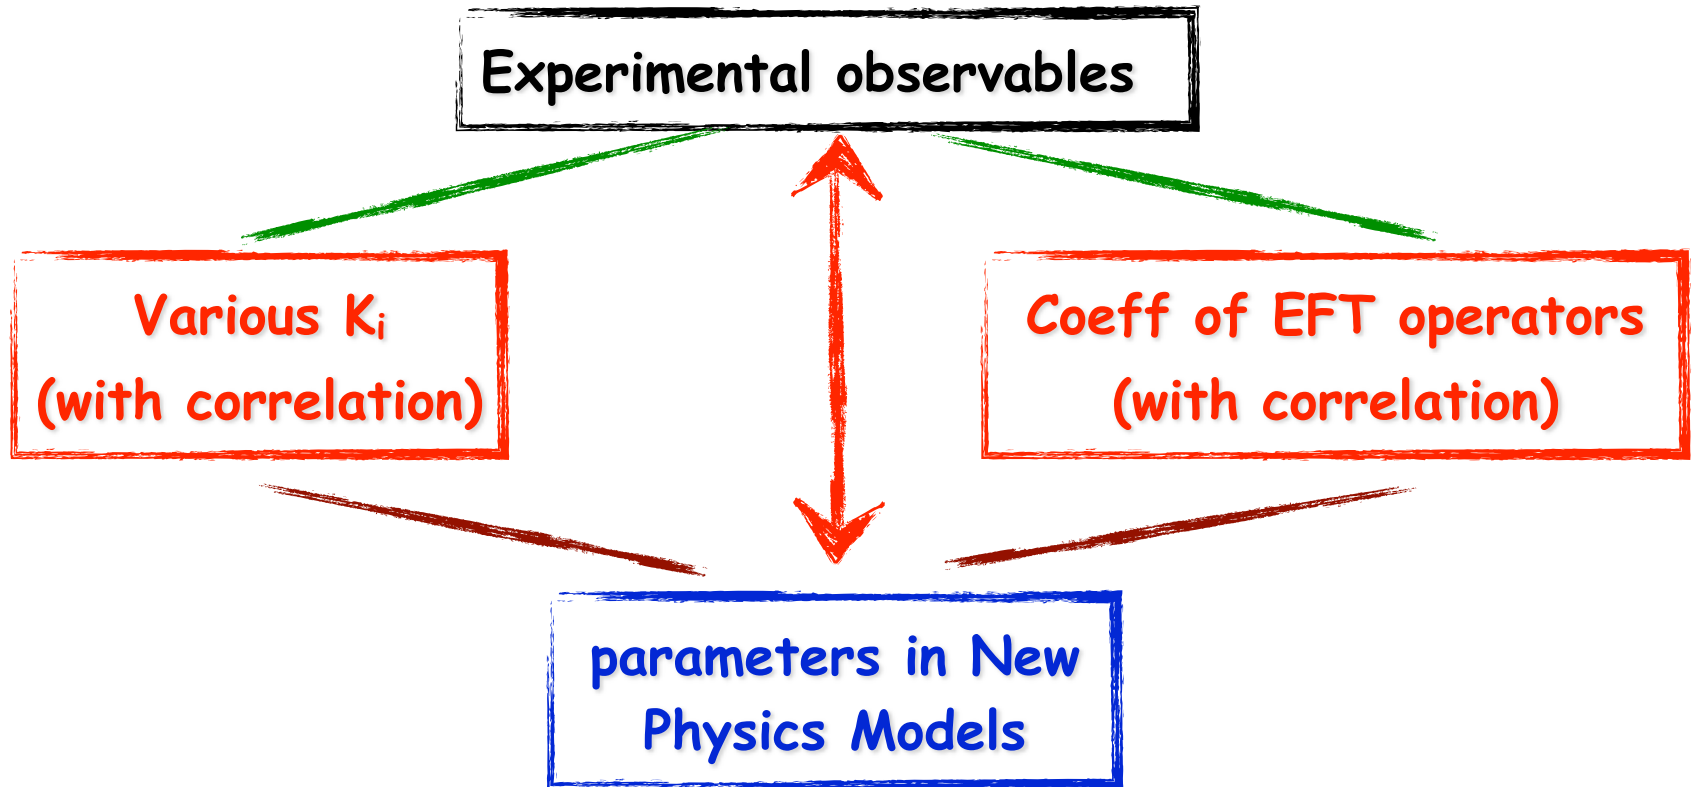 Experimental observables
Various Kᵢ
(with correlation)
Coeff of EFT operators
(with correlation)
parameters in New
Physics Models